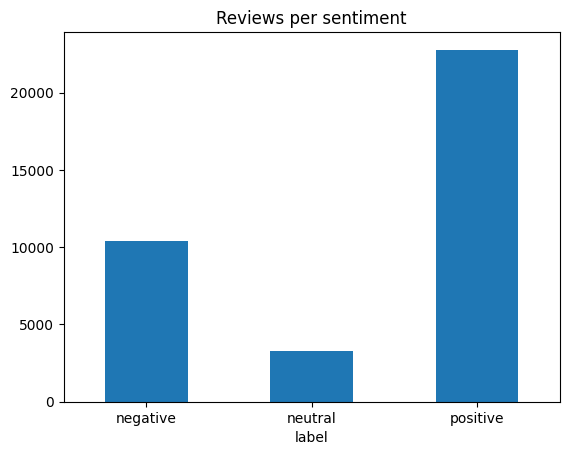 Reviews per sentiment
20000
15000
10000
5000
0
negative neutral positive
label